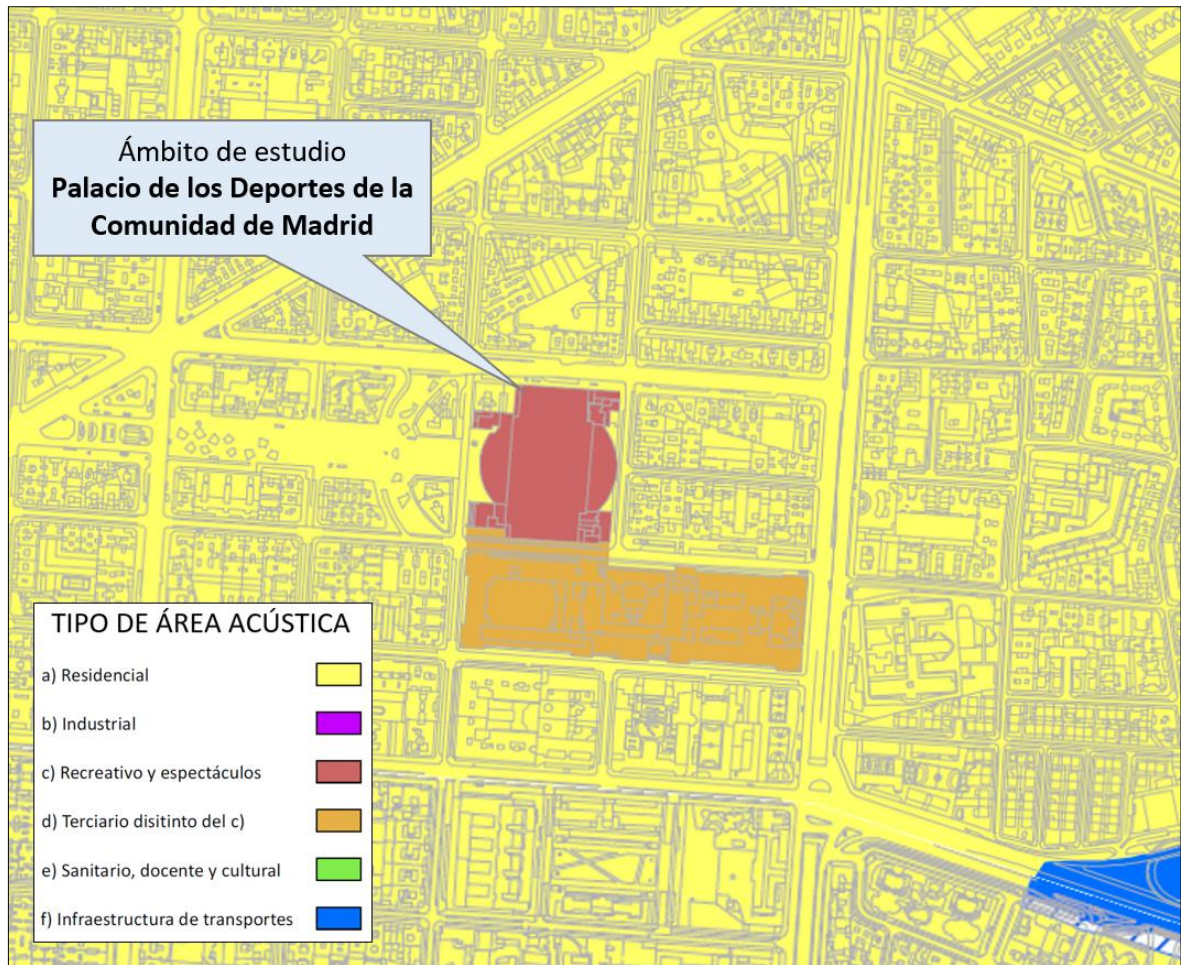 Ámbito de estudio
Palacio de los Deportes de la
Comunidad de Madrid
TIPO DE ÁREA ACÚSTICA
a) Residencial
b) Industrial
c) Recreativo y espectáculos
d) Terciario disitinto del c)
e) Sanitario, docente y cultural
f) Infraestructura de transportes